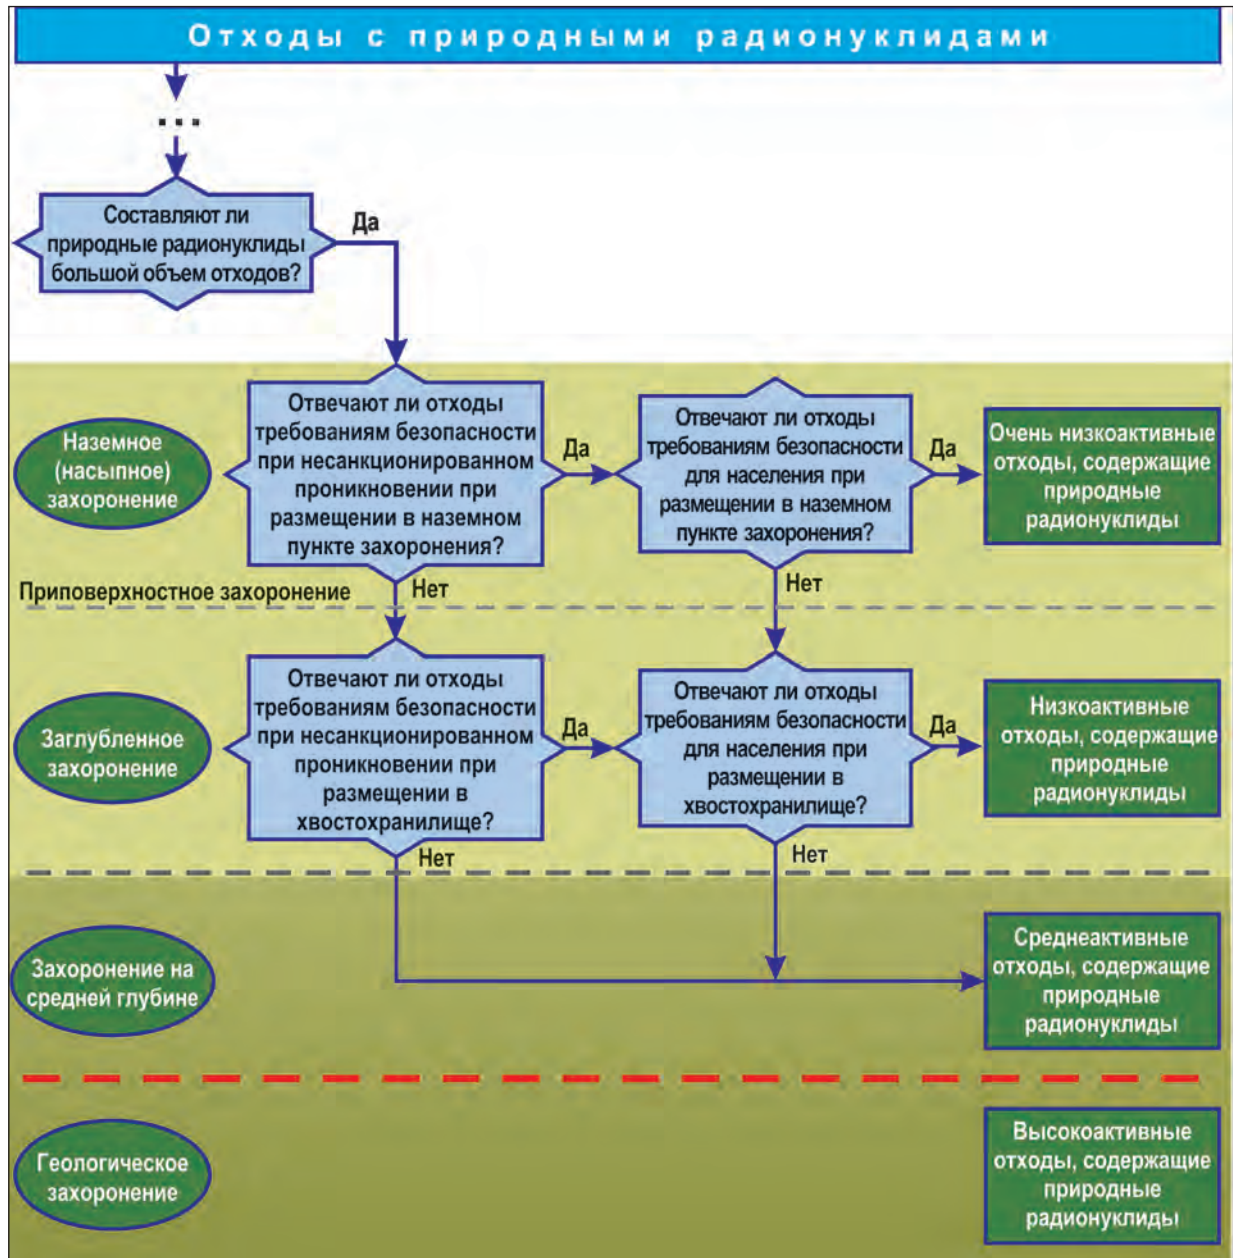 Отходы с природными радионуклидами
...
Составляют ли
природные радионуклиды
большой объем отходов?
Да
Наземное
(насыпное)
захоронение
Отвечают ли отходы
требованиям безопасности
при несанкционированном
проникновении при
размещении в наземном
пункте захоронения?
Да
Отвечают ли отходы
требованиям безопасности
для населения при
размещении в наземном
пункте захоронения?
Да
Очень низкоактивные
отходы, содержащие
природные
радионуклиды
Приповерхностное захоронение
Нет
Нет
Заглубленное
захоронение
Отвечают ли отходы
требованиям безопасности
при несанкционированном
проникновении при
размещении в
хвостохранилище?
Да
Отвечают ли отходы
требованиям безопасности
для населения при
размещении в
хвостохранилище?
Да
Низкоактивные
отходы, содержащие
природные
радионуклиды
Нет
Нет
Захоронение на
средней глубине
Среднеактивные
отходы, содержащие
природные
радионуклиды
Геологическое
захоронение
Высокоактивные
отходы, содержащие
природные
радионуклиды